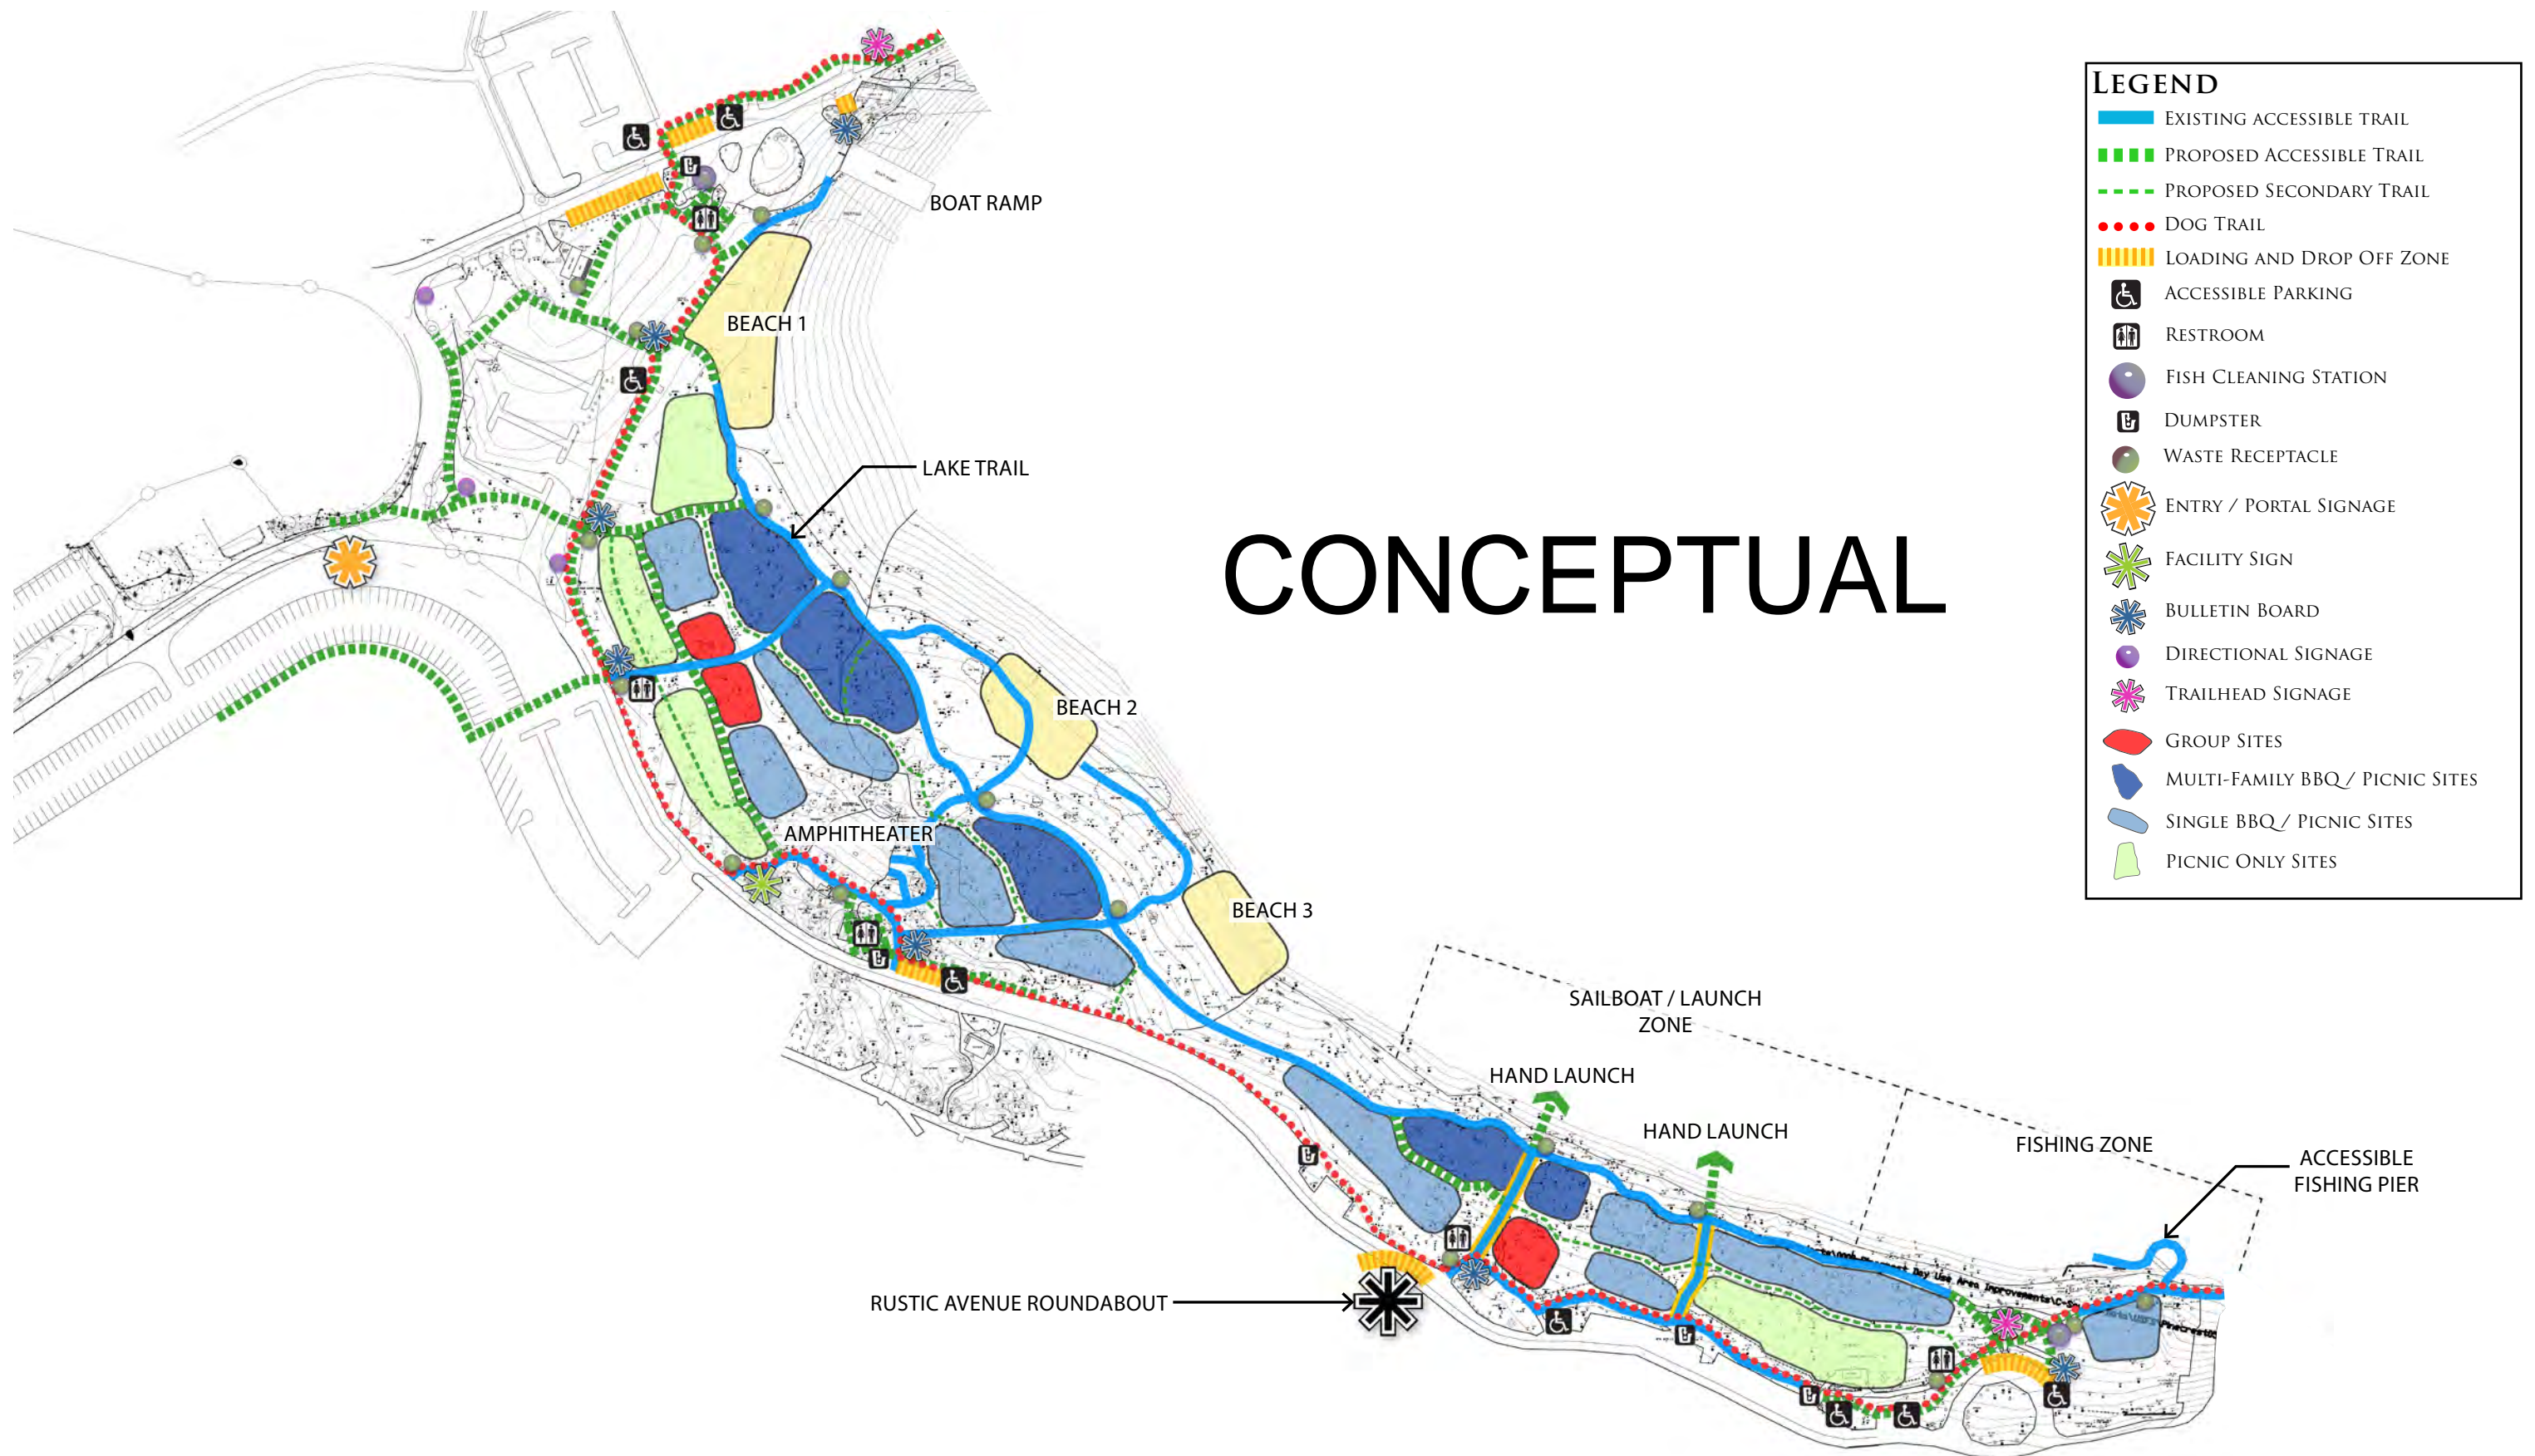 LEGEND
EXISTING ACCESSIBLE TRAIL
PROPOSED ACCESSIBLE TRAIL
PROPOSED SECONDARY TRAIL
DOG TRAIL
LOADING AND DROP OFF ZONE
ACCESSIBLE PARKING
RESTROOM
FISH CLEANING STATION
DUMPSTER
WASTE RECEPTACLE
ENTRY / PORTAL SIGNAGE
FACILITY SIGN
BULLETIN BOARD
DIRECTIONAL SIGNAGE
TRAILHEAD SIGNAGE
GROUP SITES
MULTI-FAMILY BBQ / PICNIC SITES
SINGLE BBQ / PICNIC SITES
PICNIC ONLY SITES
BOAT RAMP
BEACH 1
LAKE TRAIL
CONCEPTUAL
BEACH 2
AMPHITHEATER
BEACH 3
SAILBOAT / LAUNCH
ZONE
HAND LAUNCH
HAND LAUNCH
FISHING ZONE
ACCESSIBLE
FISHING PIER
RUSTIC AVENUE ROUNDABOUT